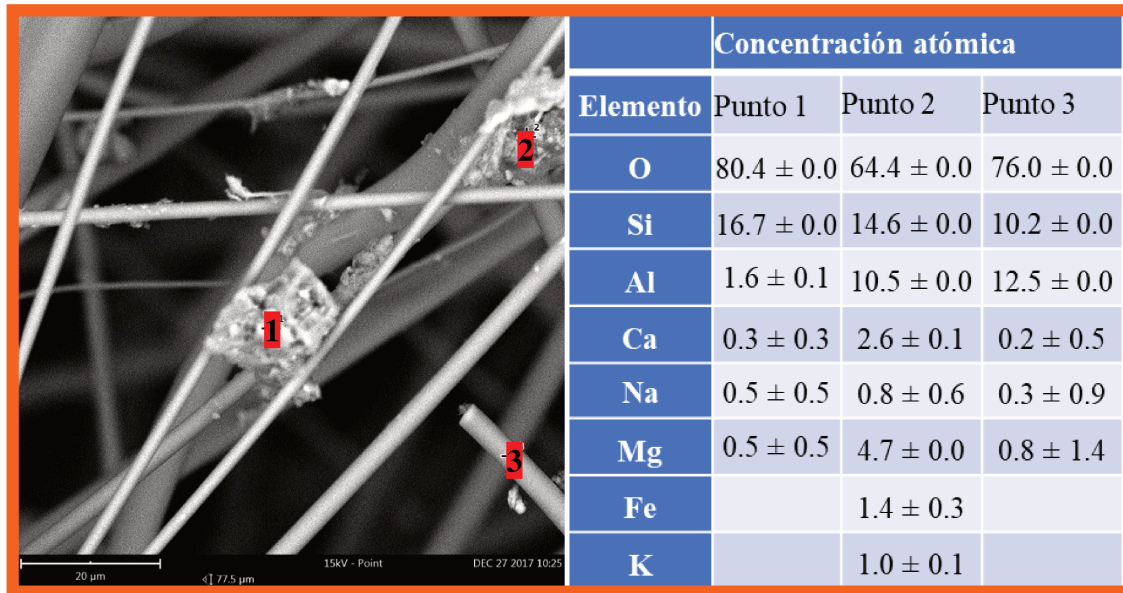 1
2
3
20 µm
77.5 µm
15kV - Point
DEC 27 2017 10:25
Concentración atómica
Elemento Punto 1 Punto 2 Punto 3
O 80.4 ± 0.0 64.4 ± 0.0 76.0 ± 0.0
Si 16.7 ± 0.0 14.6 ± 0.0 10.2 ± 0.0
Al 1.6 ± 0.1 10.5 ± 0.0 12.5 ± 0.0
Ca 0.3 ± 0.3 2.6 ± 0.1 0.2 ± 0.5
Na 0.5 ± 0.5 0.8 ± 0.6 0.3 ± 0.9
Mg 0.5 ± 0.5 4.7 ± 0.0 0.8 ± 1.4
Fe 1.4 ± 0.3
K 1.0 ± 0.1